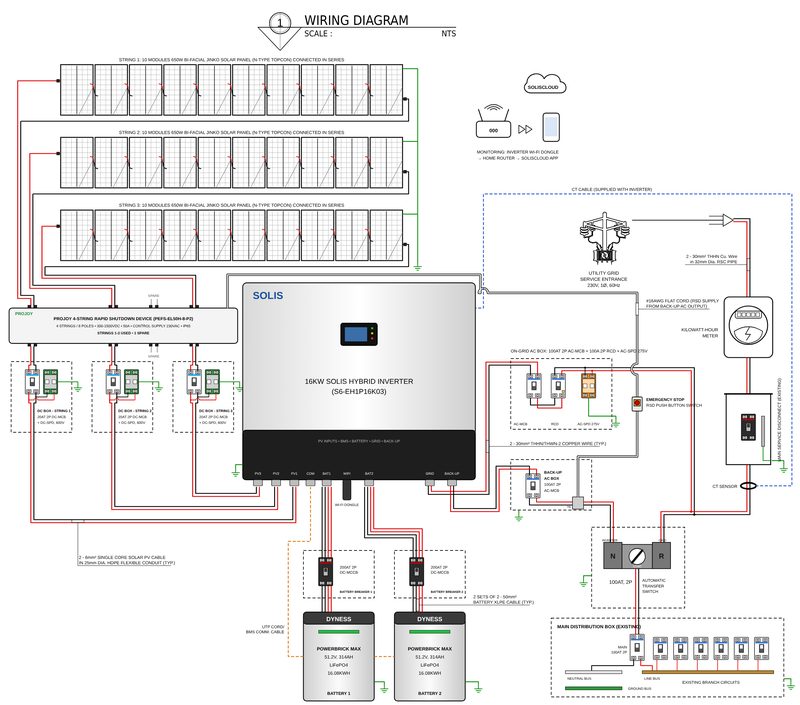 1
WIRING DIAGRAM
SCALE :
NTS
STRING 1: 10 MODULES 650W BI-FACIAL JINKO SOLAR PANEL (N-TYPE TOPCON) CONNECTED IN SERIES
STRING 2: 10 MODULES 650W BI-FACIAL JINKO SOLAR PANEL (N-TYPE TOPCON) CONNECTED IN SERIES
STRING 3: 10 MODULES 650W BI-FACIAL JINKO SOLAR PANEL (N-TYPE TOPCON) CONNECTED IN SERIES
SOLISCLOUD
MONITORING: INVERTER WI-FI DONGLE
→ HOME ROUTER → SOLISCLOUD APP
CT CABLE (SUPPLIED WITH INVERTER)
UTILITY GRID
SERVICE ENTRANCE
230V, 1Ø, 60Hz
2 - 30mm² THHN Cu. Wire
in 32mm Dia. RSC PIPE
#16AWG FLAT CORD (RSD SUPPLY
FROM BACK-UP AC OUTPUT)
KILOWATT-HOUR
METER
SPARE
PROJOY
PROJOY 4-STRING RAPID SHUTDOWN DEVICE (PEFS-EL50H-8-P2)
STRINGS 1-3 USED • 1 SPARE
SPARE
DC BOX - STRING 1
20AT 2P DC-MCB
+ DC-SPD, 600V
DC BOX - STRING 2
20AT 2P DC-MCB
+ DC-SPD, 600V
20AT 2P DC-MCB
+ DC-SPD, 600V
SOLIS
16KW SOLIS HYBRID INVERTER
(S6-EH1P16K03)
PV INPUTS • BMS • BATTERY • GRID • BACK-UP
PV3
PV2
PV1
COM
BAT1
WIFI
BAT2
GRID
BACK-UP
WI-FI DONGLE
ON-GRID AC BOX: 100AT 2P AC-MCB + 100A 2P RCD + AC-SPD 275V
AC-MCB
RCD
AC-SPD 275V
EMERGENCY STOP
RSD PUSH BUTTON SWITCH
MAIN SERVICE DISCONNECT (EXISTING)
2 - 30mm² THHN/THWN-2 COPPER WIRE (TYP.)
BACK-UP
AC BOX
100AT 2P
AC-MCB
CT SENSOR
2 - 6mm² SINGLE CORE SOLAR PV CABLE
IN 25mm DIA. HDPE FLEXIBLE CONDUIT (TYP.)
N
R
100AT, 2P
AUTOMATIC
TRANSFER
SWITCH
200AT 2P
DC-MCCB
BATTERY BREAKER 1
200AT 2P
DC-MCCB
BATTERY BREAKER 2
2 SETS OF 2 - 50mm²
BATTERY XLPE CABLE (TYP.)
UTP CORD/
BMS COMM. CABLE
DYNESS
POWERBRICK MAX
51.2V, 314AH
LiFePO4
16.08KWH
BATTERY 1
DYNESS
POWERBRICK MAX
51.2V, 314AH
LiFePO4
16.08KWH
BATTERY 2
MAIN DISTRIBUTION BOX (EXISTING)
MAIN
100AT 2P
NEUTRAL BUS
LINE BUS
EXISTING BRANCH CIRCUITS
GROUND BUS